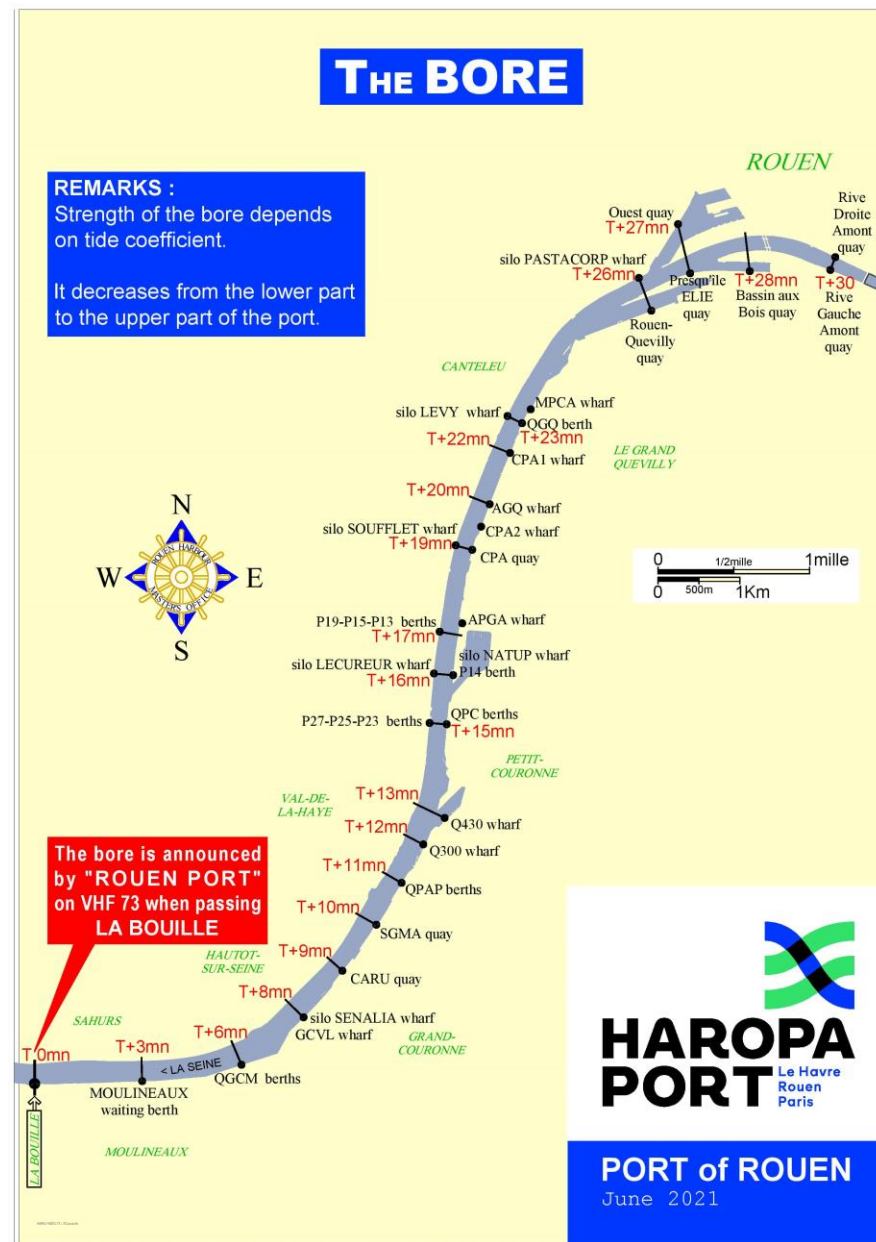 THE BORE
REMARKS :
Strength of the bore depends
on tide coefficient.
It decreases from the lower part
to the upper part of the port.
ROUEN
Rive
Droite
Amont
quay
Ouest quay
T+27mn
silo PASTACORP wharf
T+26mn
Presqu'île
ELIE
quay
T+28mn
Bassin aux
Bois quay
T+30
Rive
Gauche
Amont
quay
Rouen-
Quevilly
quay
CANTELEU
MPCA wharf
silo LEVY wharf
QGQ berth
T+22mn
T+23mn
CPA1 wharf
LE GRAND
QUEVILLY
T+20mn
AGQ wharf
silo SOUFFLET wharf
CPA2 wharf
T+19mn
CPA quay
N
W
E
S
ROUEN HARBOUR
MASTER'S OFFICE
0
1/2mille
1mille
0
500m
1Km
P19-P15-P13 berths
APGA wharf
T+17mn
silo NATUP wharf
silo LECUREUR wharf
P14 berth
T+16mn
QPC berths
P27-P25-P23 berths
T+15mn
PETIT-
COURONNE
VAL-DE-
LA-HAYE
T+13mn
Q430 wharf
T+12mn
Q300 wharf
T+11mn
QPAP berths
T+10mn
SGMA quay
The bore is announced
by "ROUEN PORT"
on VHF 73 when passing
LA BOUILLE
HAUTOT-
SUR-SEINE
T+9mn
CARU quay
T+8mn
silo SENALIA wharf
GCVL wharf
GRAND-
COURONNE
SAHURS
T+6mn
T+3mn
T 0mn
< LA SEINE
QGCM berths
MOULINEAUX
waiting berth
LA BOUILLE
MOULINEAUX
HAROPA
PORT
Le Havre
Rouen
Paris
PORT of ROUEN
June 2021